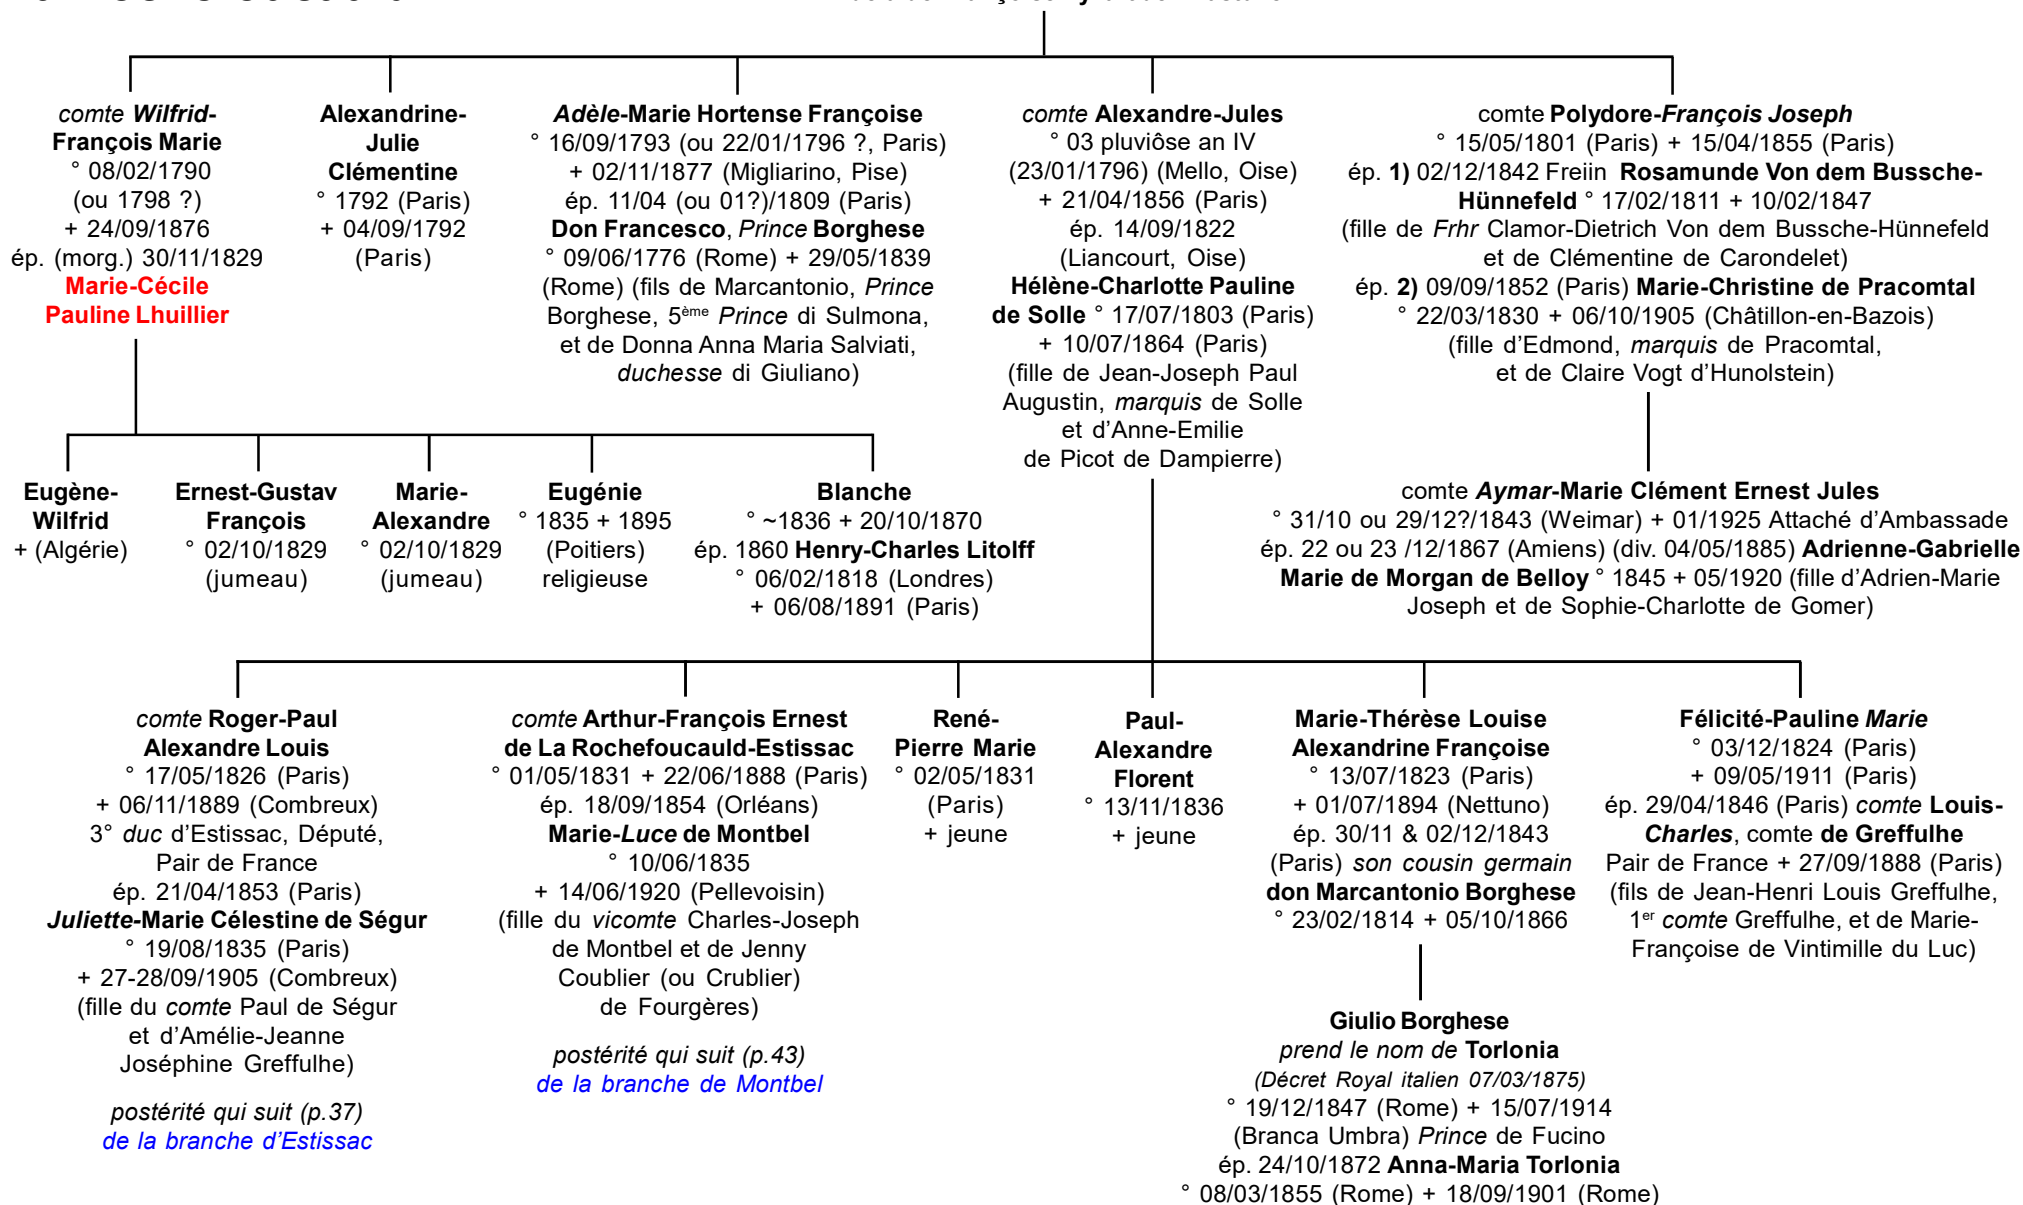 comte Wilfrid-
François Marie
° 08/02/1790
(ou 1798 ?)
+ 24/09/1876
ép. (morg.) 30/11/1829
Marie-Cécile
Pauline Lhuillier
Alexandrine-
Julie
Clémentine
° 1792 (Paris)
+ 04/09/1792
(Paris)
Adèle-Marie Hortense Françoise
° 16/09/1793 (ou 22/01/1796 ?, Paris)
+ 02/11/1877 (Migliarino, Pise)
ép. 11/04 (ou 01?)/1809 (Paris)
Don Francesco, Prince Borghese
° 09/06/1776 (Rome) + 29/05/1839
(Rome) (fils de Marcantonio, Prince
Borghese, 5ème Prince di Sulmona,
et de Donna Anna Maria Salviati,
duchesse di Giuliano)
comte Alexandre-Jules
° 03 pluviôse an IV
(23/01/1796) (Mello, Oise)
+ 21/04/1856 (Paris)
ép. 14/09/1822
(Liancourt, Oise)
Hélène-Charlotte Pauline
de Solle ° 17/07/1803 (Paris)
+ 10/07/1864 (Paris)
(fille de Jean-Joseph Paul
Augustin, marquis de Solle
et d'Anne-Emilie
de Picot de Dampierre)
comte Polydore-François Joseph
° 15/05/1801 (Paris) + 15/04/1855 (Paris)
ép. 1) 02/12/1842 Freiin Rosamunde Von dem Bussche-
Hünnefeld ° 17/02/1811 + 10/02/1847
(fille de Frhr Clamor-Dietrich Von dem Bussche-Hünnefeld
et de Clémentine de Carondelet)
ép. 2) 09/09/1852 (Paris) Marie-Christine de Pracomtal
° 22/03/1830 + 06/10/1905 (Châtillon-en-Bazois)
(fille d'Edmond, marquis de Pracomtal,
et de Claire Vogt d'Hunolstein)
Eugène-
Wilfrid
+ (Algérie)
Ernest-Gustav
François
° 02/10/1829
(jumeau)
Marie-
Alexandre
° 02/10/1829
(jumeau)
Eugénie
° 1835 + 1895
(Poitiers)
religieuse
Blanche
° ~1836 + 20/10/1870
ép. 1860 Henry-Charles Litolff
° 06/02/1818 (Londres)
+ 06/08/1891 (Paris)
comte Aymar-Marie Clément Ernest Jules
° 31/10 ou 29/12?/1843 (Weimar) + 01/1925 Attaché d'Ambassade
ép. 22 ou 23 /12/1867 (Amiens) (div. 04/05/1885) Adrienne-Gabrielle
Marie de Morgan de Belloy ° 1845 + 05/1920 (fille d'Adrien-Marie
Joseph et de Sophie-Charlotte de Gomer)
comte Roger-Paul
Alexandre Louis
° 17/05/1826 (Paris)
+ 06/11/1889 (Combreux)
3° duc d'Estissac, Député,
Pair de France
ép. 21/04/1853 (Paris)
Juliette-Marie Célestine de Ségur
° 19/08/1835 (Paris)
+ 27-28/09/1905 (Combreux)
(fille du comte Paul de Ségur
et d'Amélie-Jeanne
Joséphine Greffulhe)
postérité qui suit (p.37)
de la branche d'Estissac
comte Arthur-François Ernest
de La Rochefoucauld-Estissac
° 01/05/1831 + 22/06/1888 (Paris)
ép. 18/09/1854 (Orléans)
Marie-Luce de Montbel
° 10/06/1835
+ 14/06/1920 (Pellevoisin)
(fille du vicomte Charles-Joseph
de Montbel et de Jenny
Coublier (ou Crublier)
de Fourgères)
postérité qui suit (p.43)
de la branche de Montbel
René-
Pierre Marie
° 02/05/1831
(Paris)
+ jeune
Paul-
Alexandre
Florent
° 13/11/1836
+ jeune
Marie-Thérèse Louise
Alexandrine Françoise
° 13/07/1823 (Paris)
+ 01/07/1894 (Nettuno)
ép. 30/11 & 02/12/1843
(Paris) son cousin germain
don Marcantonio Borghese
° 23/02/1814 + 05/10/1866
Giulio Borghese
prend le nom de Torlonia
(Décret Royal italien 07/03/1875)
° 19/12/1847 (Rome) + 15/07/1914
(Branca Umbra) Prince de Fucino
ép. 24/10/1872 Anna-Maria Torlonia
° 08/03/1855 (Rome) + 18/09/1901 (Rome)
Félicité-Pauline Marie
° 03/12/1824 (Paris)
+ 09/05/1911 (Paris)
ép. 29/04/1846 (Paris) comte Louis-
Charles, comte de Greffulhe
Pair de France + 27/09/1888 (Paris)
(fils de Jean-Henri Louis Greffulhe,
1er comte Greffulhe, et de Marie-
Françoise de Vintimille du Luc)